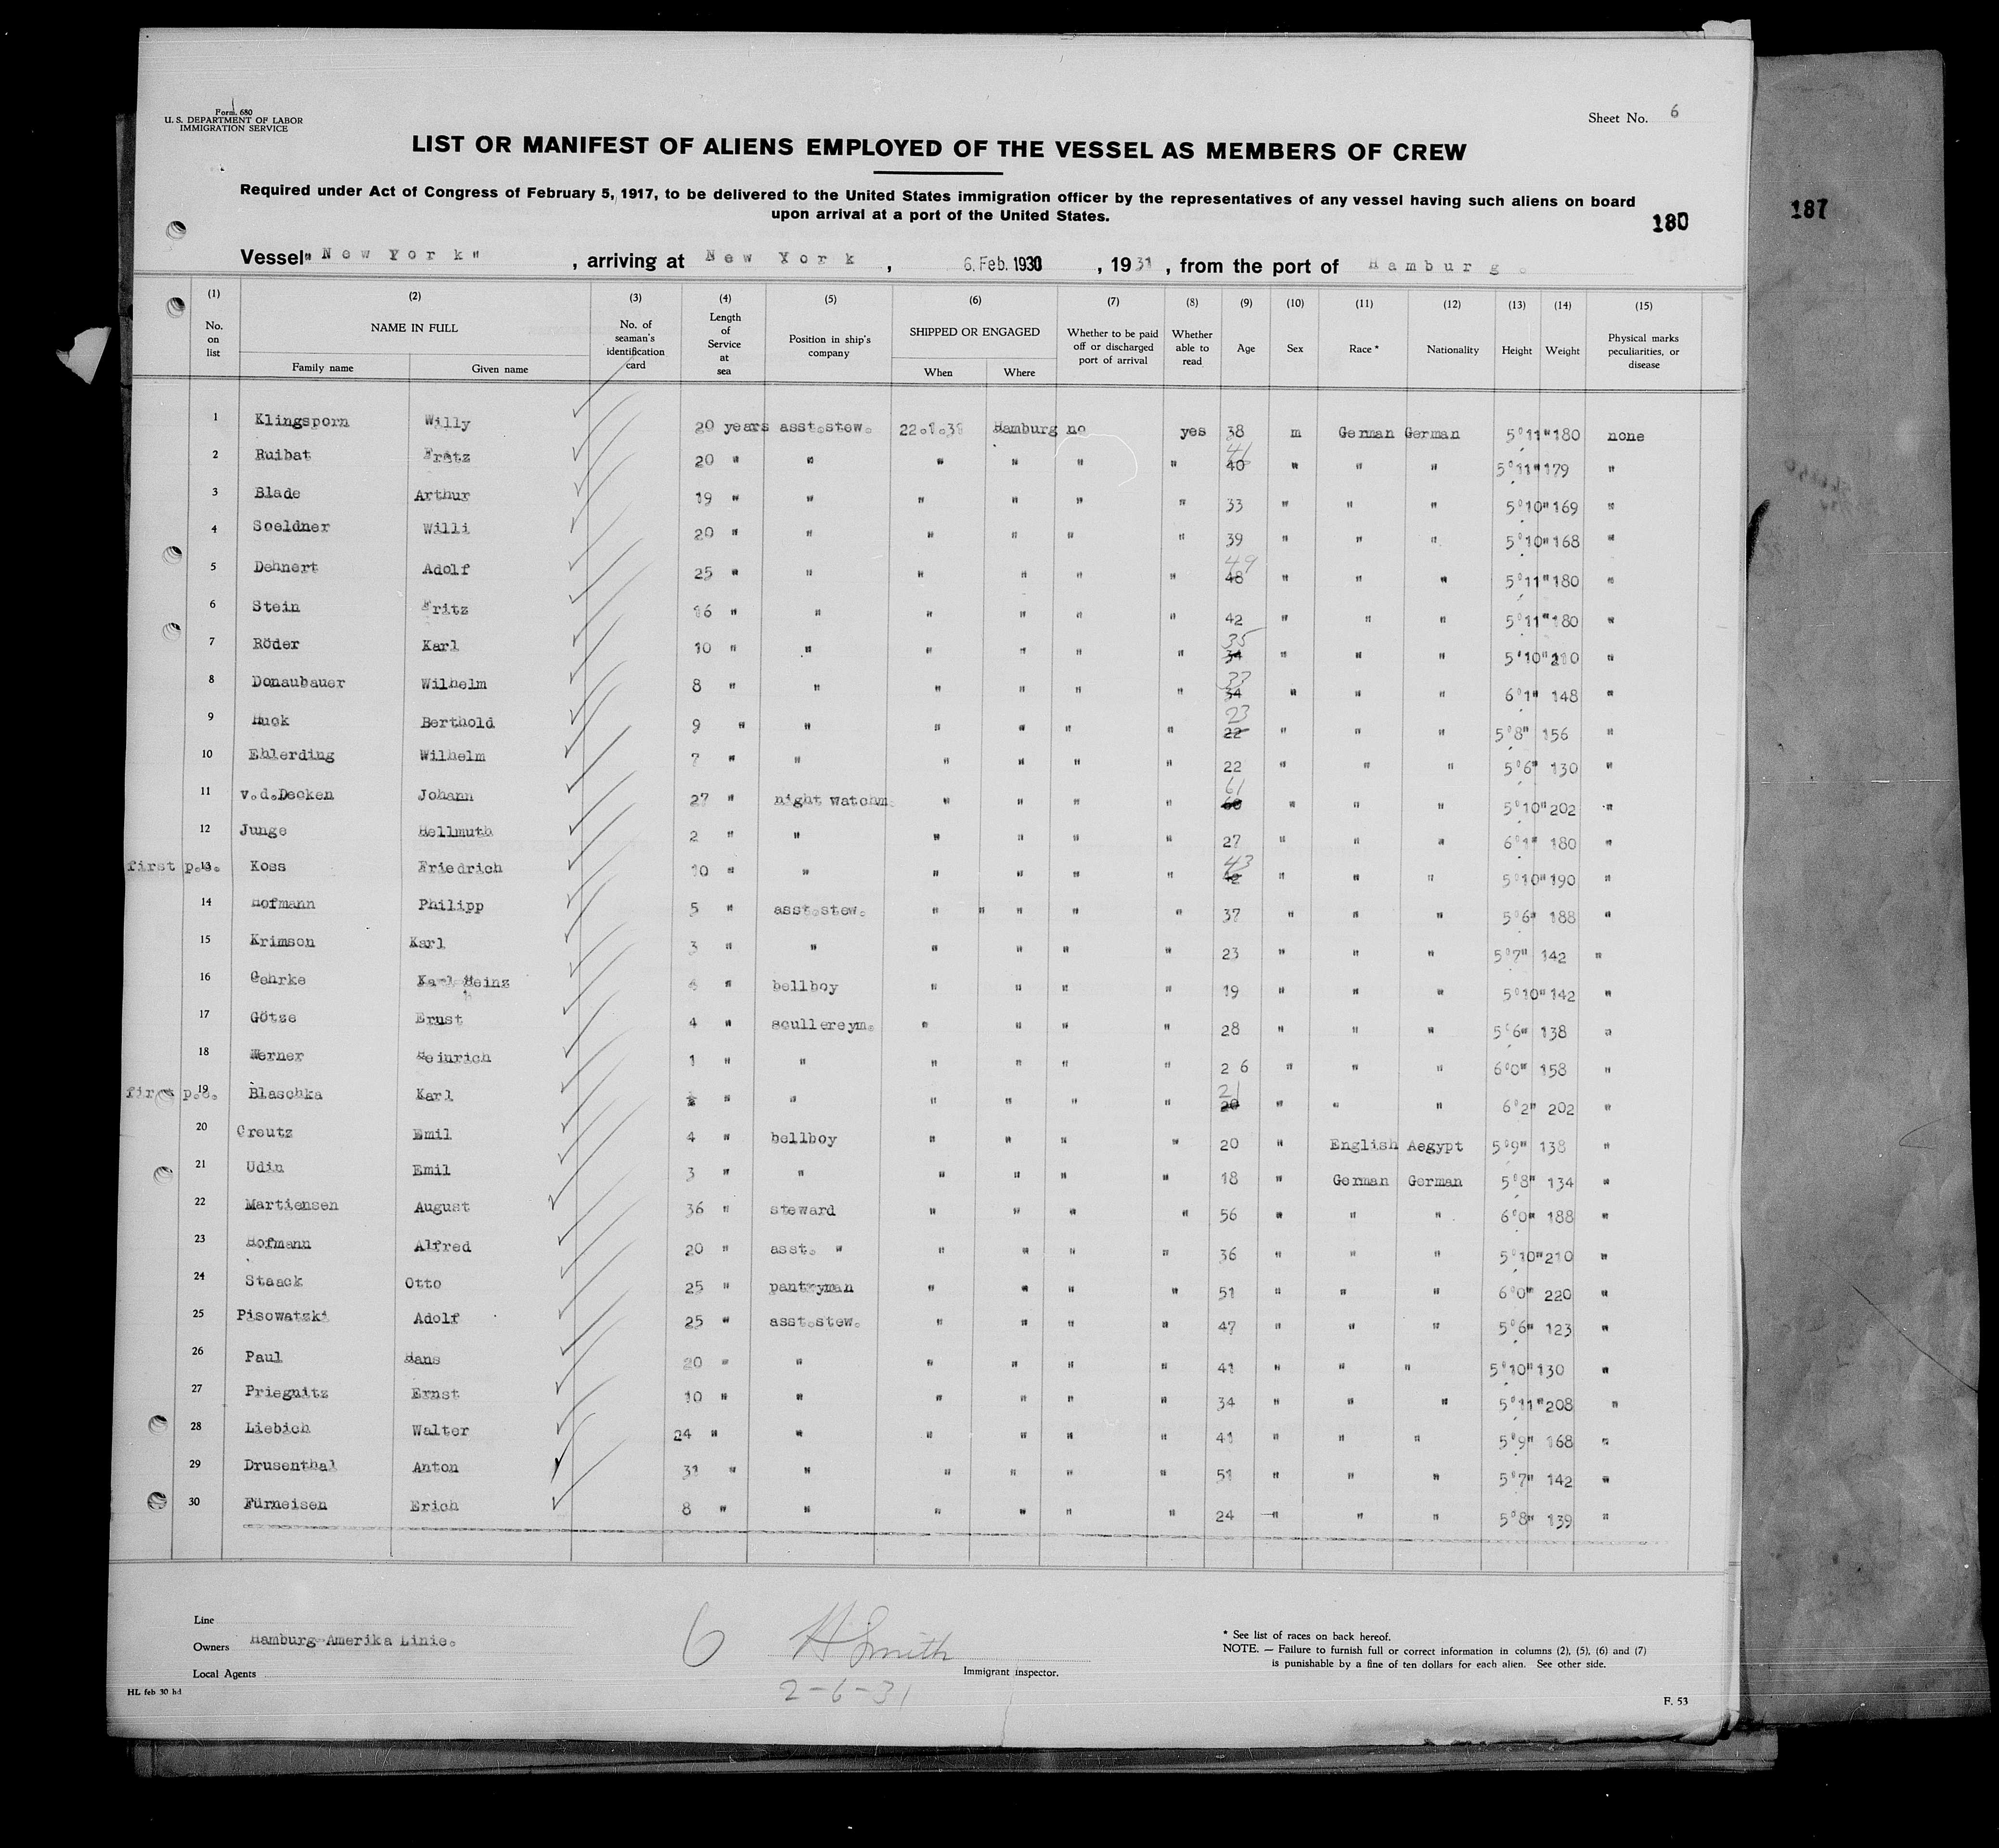 Form 680
U. S. DEPARTMENT OF LABOR
IMMIGRATION SERVICE
Sheet No. 6
LIST OR MANIFEST OF ALIENS EMPLOYED OF THE VESSEL AS MEMBERS OF CREW
Required under Act of Congress of February 5, 1917, to be delivered to the United States immigration officer by the representatives of any vessel having such aliens on board
upon arrival at a port of the United States.
180
187
Vessel "New York" , arriving at New York , 6. Feb. 1930 , 1931 , from the port of Hamburg.
(1) (2) (3) (4) (5) (6) (7) (8) (9) (10) (11) (12) (13) (14) (15)
No. on list NAME IN FULL Family name Given name No. of seaman's identification card Length of Service at sea Position in ship's company SHIPPED OR ENGAGED When Where Whether to be paid off or discharged port of arrival Whether able to read Age Sex Race * Nationality Height Weight Physical marks peculiarities, or disease
1 Klingsporn Willy 20 years asst.stew. 22.1.31 Hamburg no yes 38 m German German 5'11" 180 none
2 Ruibat Fretz 20 " " " " " " 40 41 " " " 5'11" 179 "
3 Blade Arthur 19 " " " " " " 33 " " " 5'10" 169 "
4 Soeldner Willi 20 " " " " " " 39 " " " 5'10" 168 "
5 Dehnert Adolf 25 " " " " " " 48 49 " " " 5'11" 180 "
6 Stein Fritz 16 " " " " " " 42 " " " 5'11" 180 "
7 Röder Karl 10 " " " " " " 34 35 " " " 5'10" 210 "
8 Donaubauer Wilhelm 8 " " " " " " 34 " " " 6'1" 148 "
9 Huck Berthold 9 " " " " " " 22 23 " " " 5'8" 156 "
10 Ehlerding Wilhelm 7 " " " " " " 22 " " " 5'6" 130 "
11 v.d.Decken Johann 27 " night watchm. " " " " 60 61 " " " 5'10" 202 "
12 Junge Hellmuth 2 " " " " " " 27 " " " 6'1" 180 "
first p.s. 13 Koss Friedrich 10 " " " " " " 42 43 " " " 5'10" 190 "
14 Hofmann Philipp 5 " asst.stew. " " " " " 37 " " " 5'6" 188 "
15 Krimson Karl 3 " " " " " " 23 " " " 5'7" 142 "
16 Gehrke Karl Heinz 4 " bellboy " " " " 19 " " " 5'10" 142 "
17 Götze Ernst 4 " scullereym. " " " " 28 " " " 5'6" 138 "
18 Werner Heinrich 1 " " " " " " 26 " " " 6'0" 158 "
first p.s. 19 Blaschka Karl " " " " " " 20 21 " " " 6'2" 202 "
20 Creutz Emil 4 " bellboy " " " " 20 " English Aegypt 5'9" 138 "
21 Udin Emil 3 " " " " " " 18 " German German 5'8" 134 "
22 Martiensen August 36 " steward " " " " 56 " " " 6'0" 188 "
23 Hofmann Alfred 20 " asst. " " " " " 36 " " " 5'10" 210 "
24 Staack Otto 25 " pantryman " " " " 51 " " " 6'0" 220 "
25 Pisowatzki Adolf 25 " asst.stew. " " " " 47 " " " 5'6" 123 "
26 Paul Hans 20 " " " " " " 41 " " " 5'10" 130 "
27 Priegnitz Ernst 10 " " " " " " 34 " " " 5'11" 208 "
28 Liebich Walter 24 " " " " " " 41 " " " 5'9" 168 "
29 Drusenthal Anton 31 " " " " " " 51 " " " 5'7" 142 "
30 Fürneisen Erich 8 " " " " " " 24 " " " 5'8" 139 "
Line
Owners Hamburg-Amerika Linie.
Local Agents
6 H Smith
Immigrant inspector.
2-6-31
* See list of races on back hereof.
NOTE. — Failure to furnish full or correct information in columns (2), (5), (6) and (7)
is punishable by a fine of ten dollars for each alien. See other side.
HL feb 30 hd
F. 53